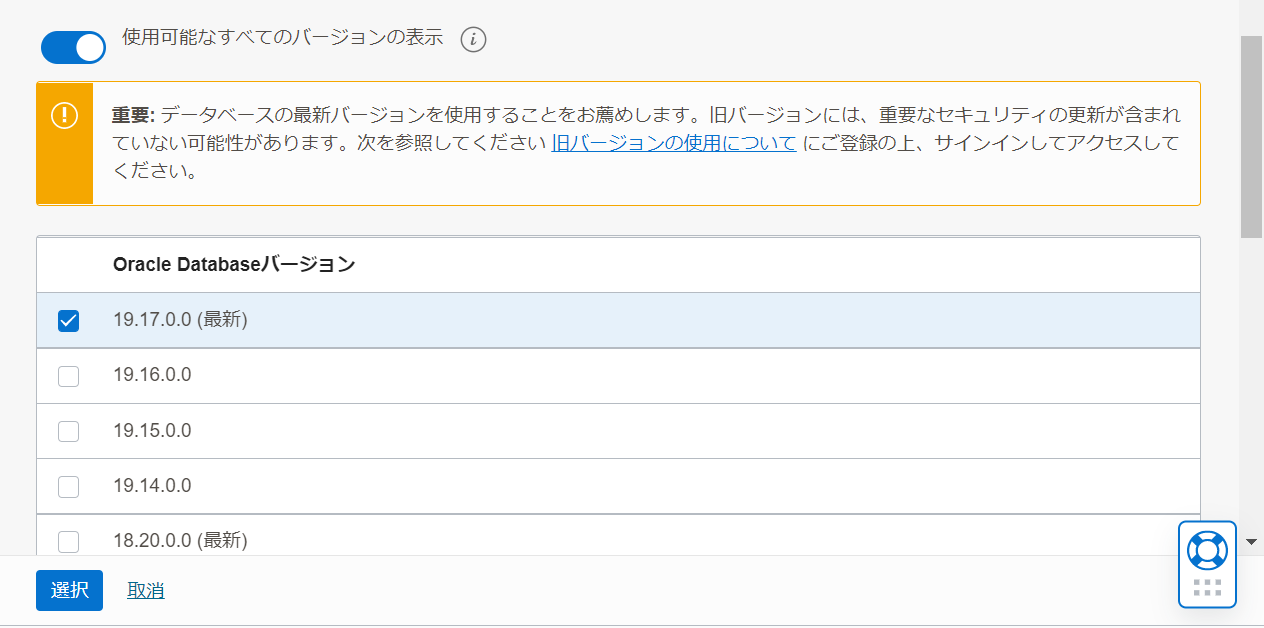 使用可能なすべてのバージョンの表示
重要: データベースの最新バージョンを使用することをお薦めします。旧バージョンには、重要なセキュリティの更新が含まれ
ていない可能性があります。次を参照してください 旧バージョンの使用について にご登録の上、サインインしてアクセスして
ください。
Oracle Databaseバージョン
19.17.0.0 (最新)
19.16.0.0
19.15.0.0
19.14.0.0
18.20.0.0 (最新)
選択 取消